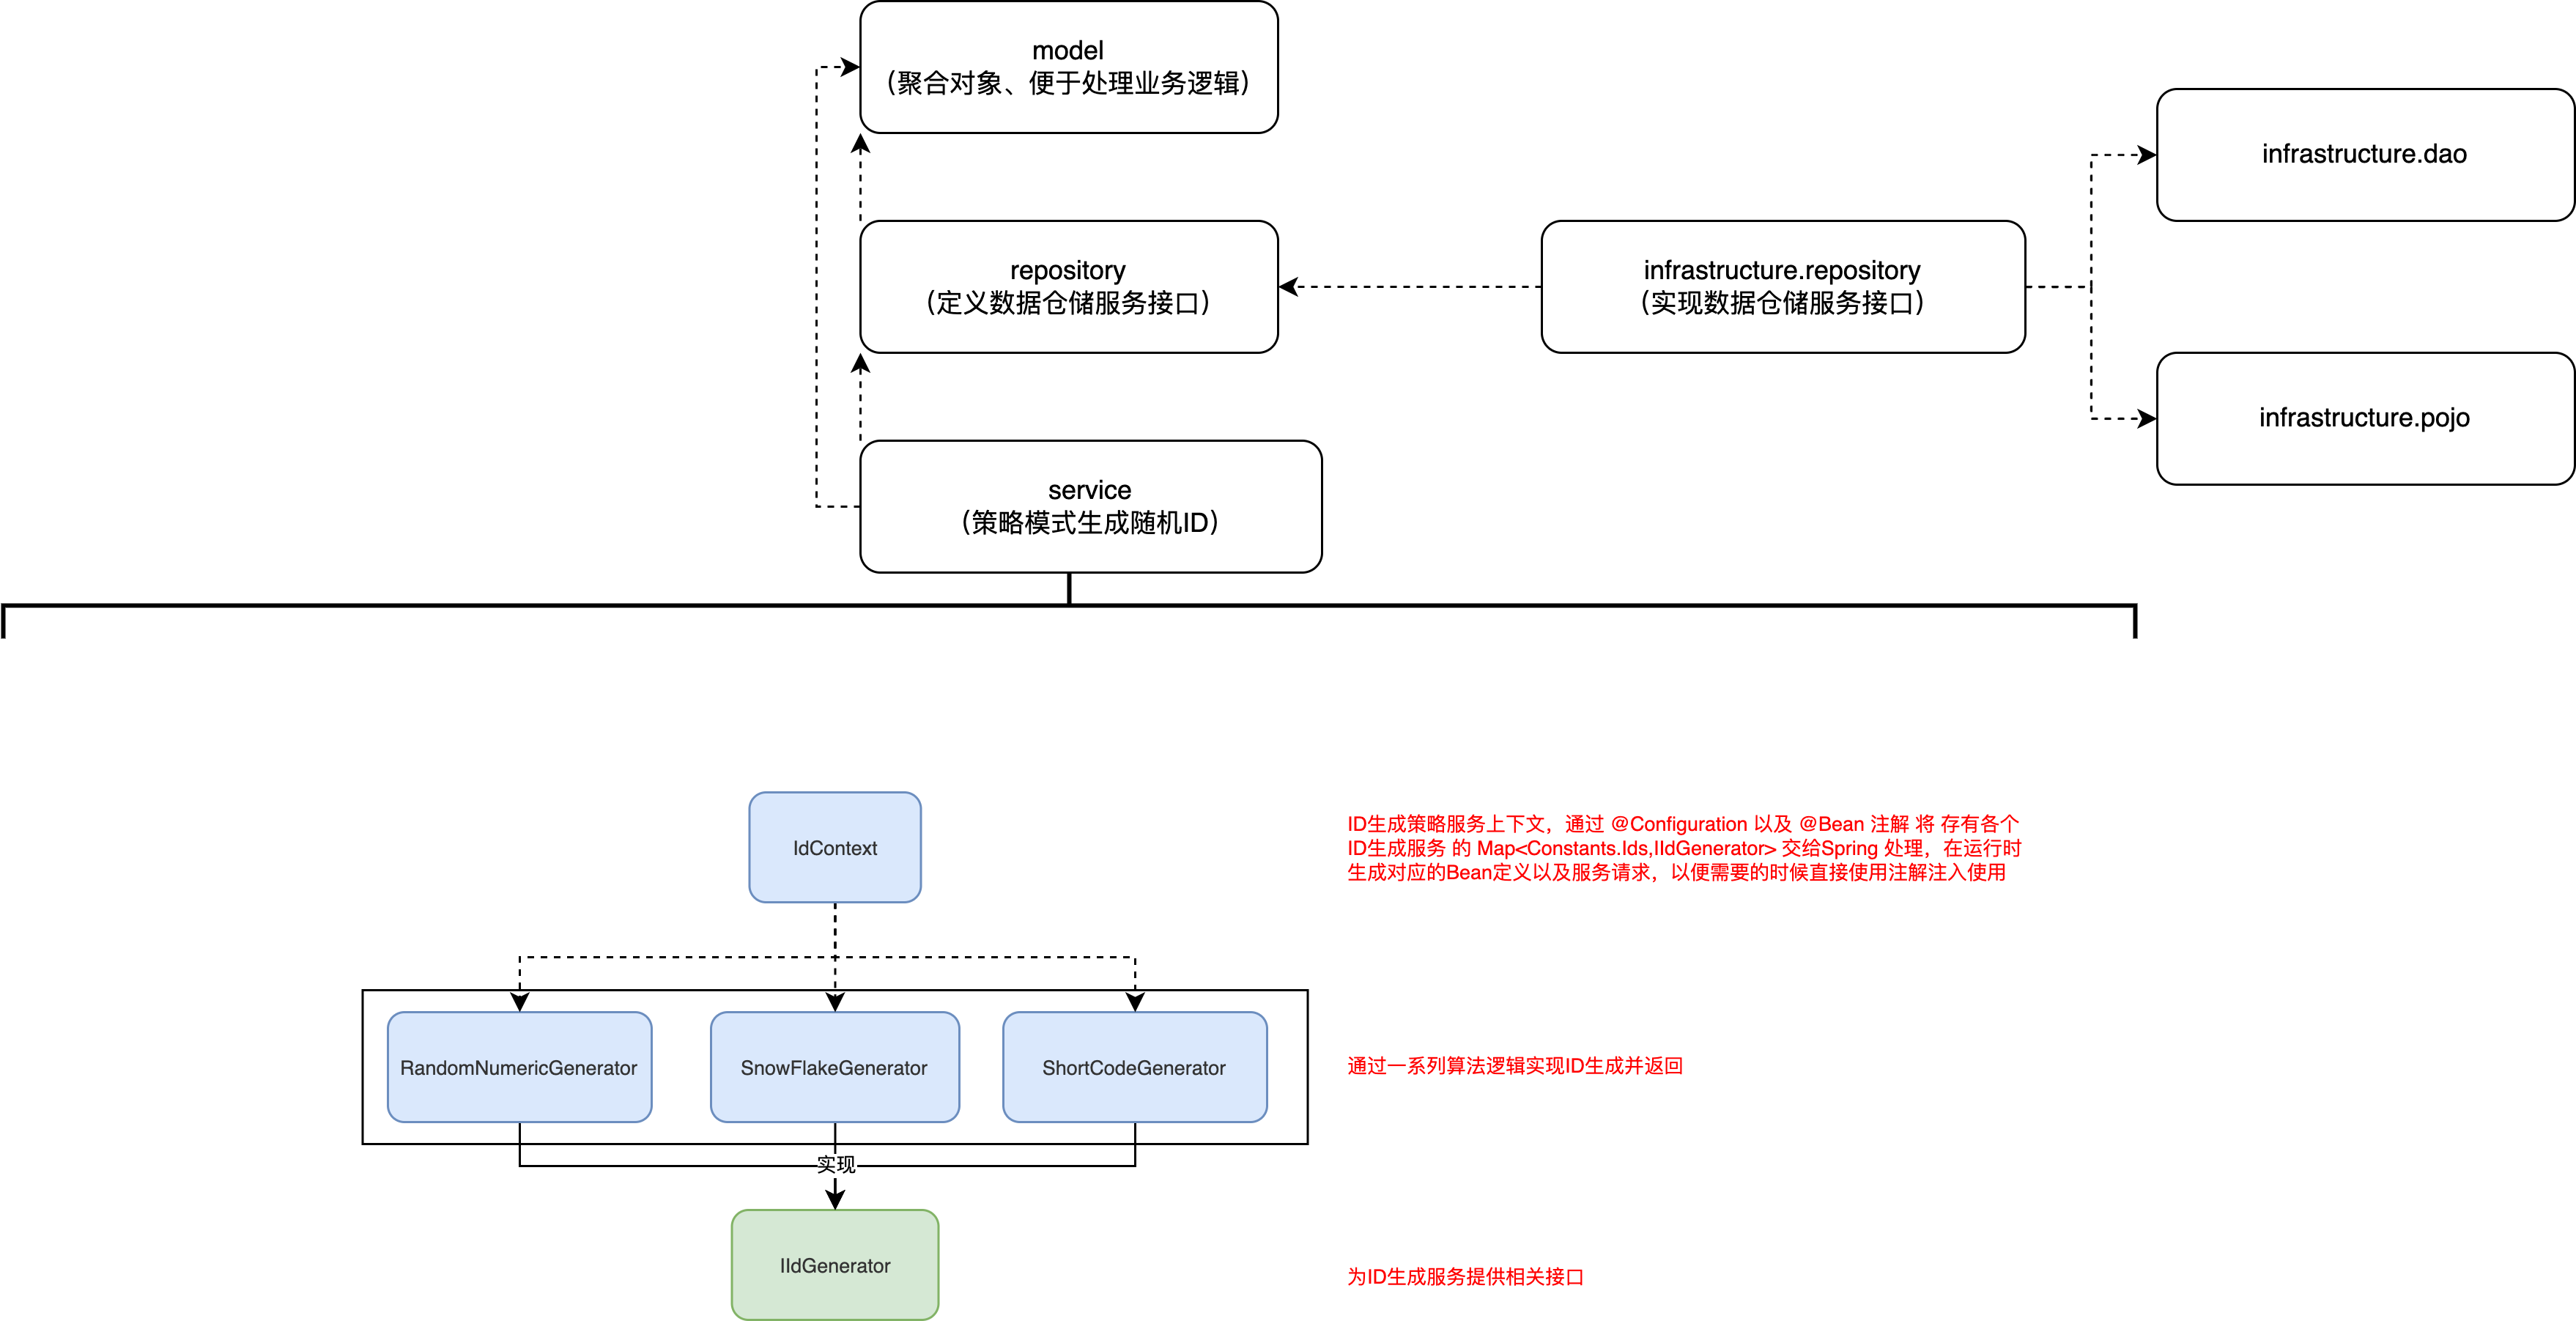 model
（聚合对象、便于处理业务逻辑）
infrastructure.dao
repository
（定义数据仓储服务接口）
infrastructure.repository
（实现数据仓储服务接口）
infrastructure.pojo
service
（策略模式生成随机ID）
IdContext
ID生成策略服务上下文，通过 @Configuration 以及 @Bean 注解 将 存有各个
ID生成服务 的 Map<Constants.Ids,IIdGenerator> 交给Spring 处理，在运行时
生成对应的Bean定义以及服务请求，以便需要的时候直接使用注解注入使用
RandomNumericGenerator
SnowFlakeGenerator
ShortCodeGenerator
通过一系列算法逻辑实现ID生成并返回
实现
IIdGenerator
为ID生成服务提供相关接口